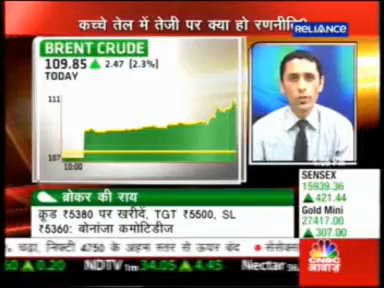 कच्चे तेल में तेजी पर क्या हो
RELIANCE
BRENT CRUDE
109.85 ▲ 2.47 (2.3%)
TODAY
111
107
10:00
ब्रोकर की राय
क्रूड ₹5380 पर खरीदें, TGT ₹5500, SL
₹5360: बोनांजा कमोटिडीज
SENSEX
15939.36
▲ 421.44
Gold Mini
27417.00
▲ 307.00
चढ़ा, निफ्टी 4750 के अहम स्तर से ऊपर बंद
▲ 0.20 NDTV 34.05 ▲ 4.45 Nectar
CNBC
आवाज़